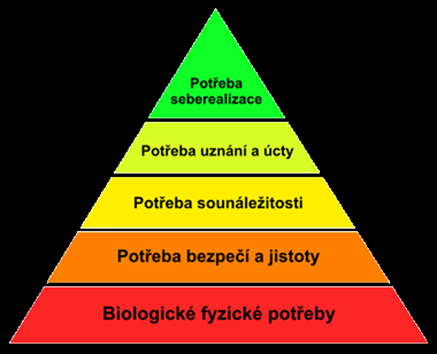 Potřeba
seberealizace
Potřeba uznání a úcty
Potřeba sounáležitosti
Potřeba bezpečí a jistoty
Biologické fyzické potřeby